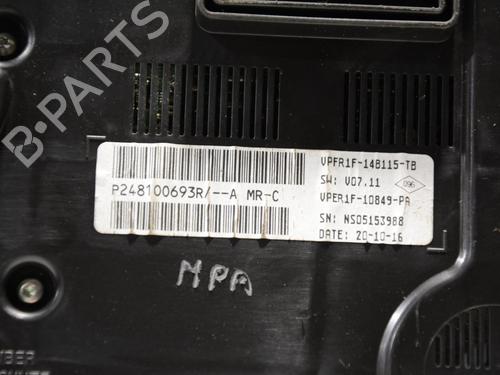 B-PARTS
P248100693R/--A MR-C
VPFR1F-14B115-TB
SW: V07.11
096
VPER1F-10849-PA
SN: NS05153988
DATE: 20-10-16
MPA